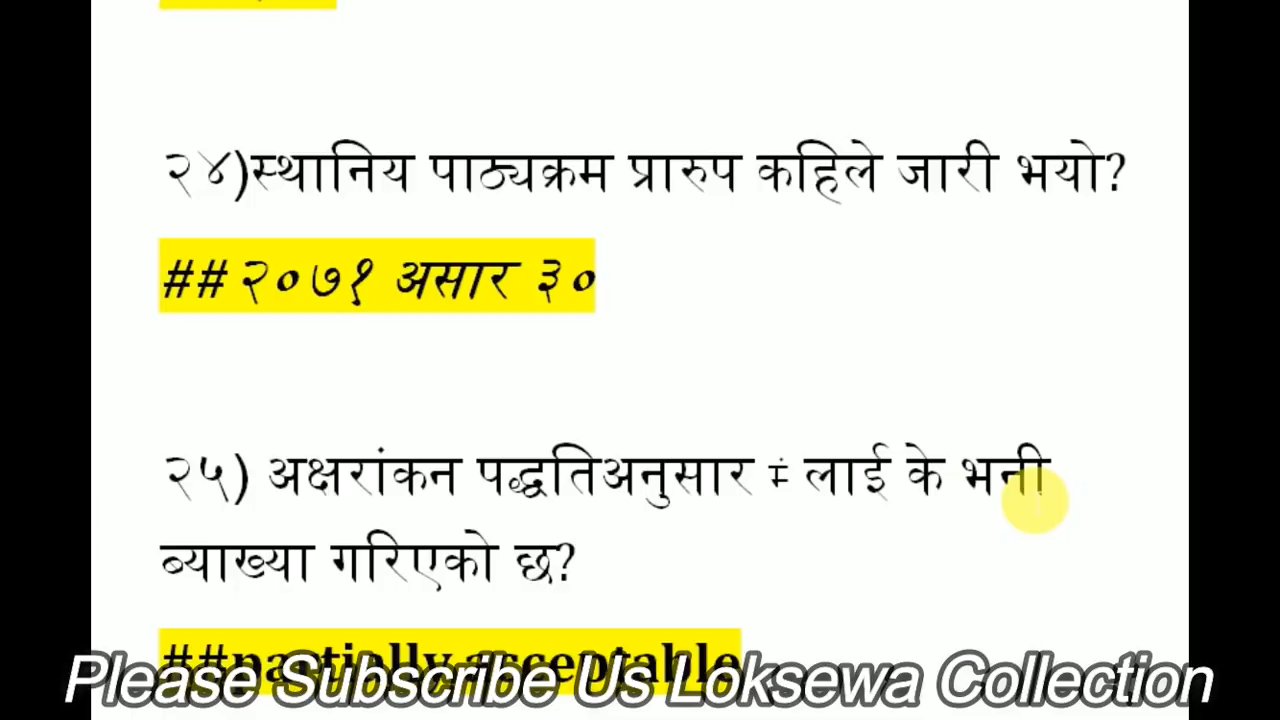 २४)स्थानिय पाठ्यक्रम प्रारुप कहिले जारी भयो?
##२०७१ असार ३०
२५) अक्षरांकन पद्धतिअनुसार लाई के भनी
ब्याख्या गरिएको छ?
##partially acceptable
Please Subscribe Us Loksewa Collection